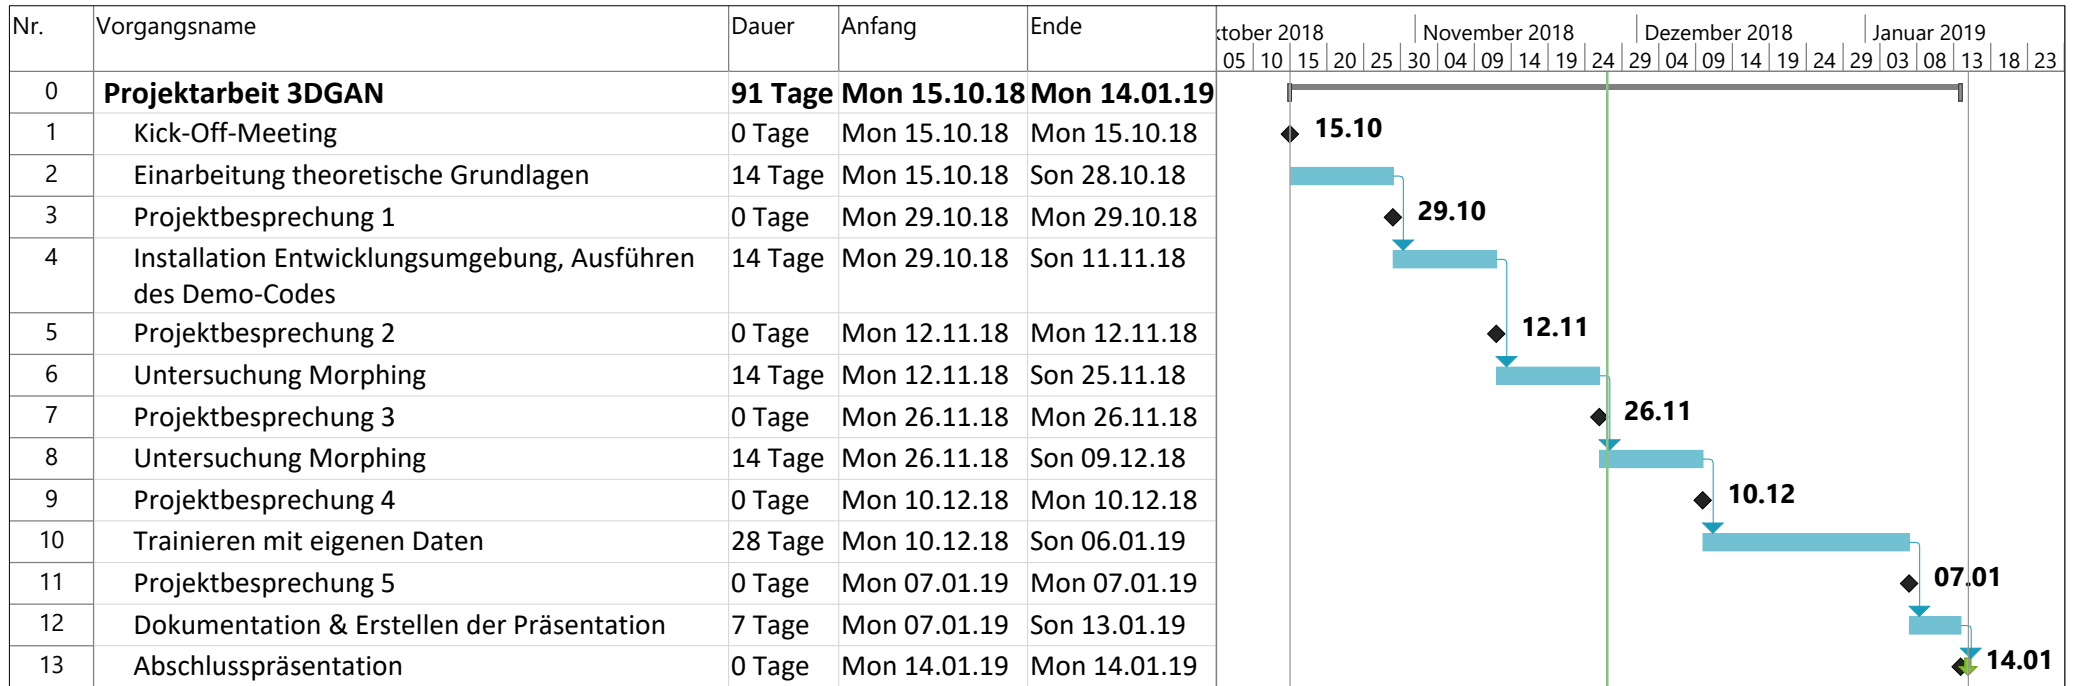 Nr. Vorgangsname Dauer Anfang Ende
ktober 2018 November 2018 Dezember 2018 Januar 2019
05 10 15 20 25 30 04 09 14 19 24 29 04 09 14 19 24 29 03 08 13 18 23
0 Projektarbeit 3DGAN 91 Tage Mon 15.10.18 Mon 14.01.19
1 Kick-Off-Meeting 0 Tage Mon 15.10.18 Mon 15.10.18 15.10
2 Einarbeitung theoretische Grundlagen 14 Tage Mon 15.10.18 Son 28.10.18
3 Projektbesprechung 1 0 Tage Mon 29.10.18 Mon 29.10.18 29.10
4 Installation Entwicklungsumgebung, Ausführen 14 Tage Mon 29.10.18 Son 11.11.18
des Demo-Codes
5 Projektbesprechung 2 0 Tage Mon 12.11.18 Mon 12.11.18 12.11
6 Untersuchung Morphing 14 Tage Mon 12.11.18 Son 25.11.18
7 Projektbesprechung 3 0 Tage Mon 26.11.18 Mon 26.11.18 26.11
8 Untersuchung Morphing 14 Tage Mon 26.11.18 Son 09.12.18
9 Projektbesprechung 4 0 Tage Mon 10.12.18 Mon 10.12.18 10.12
10 Trainieren mit eigenen Daten 28 Tage Mon 10.12.18 Son 06.01.19
11 Projektbesprechung 5 0 Tage Mon 07.01.19 Mon 07.01.19 07.01
12 Dokumentation & Erstellen der Präsentation 7 Tage Mon 07.01.19 Son 13.01.19
13 Abschlusspräsentation 0 Tage Mon 14.01.19 Mon 14.01.19 14.01